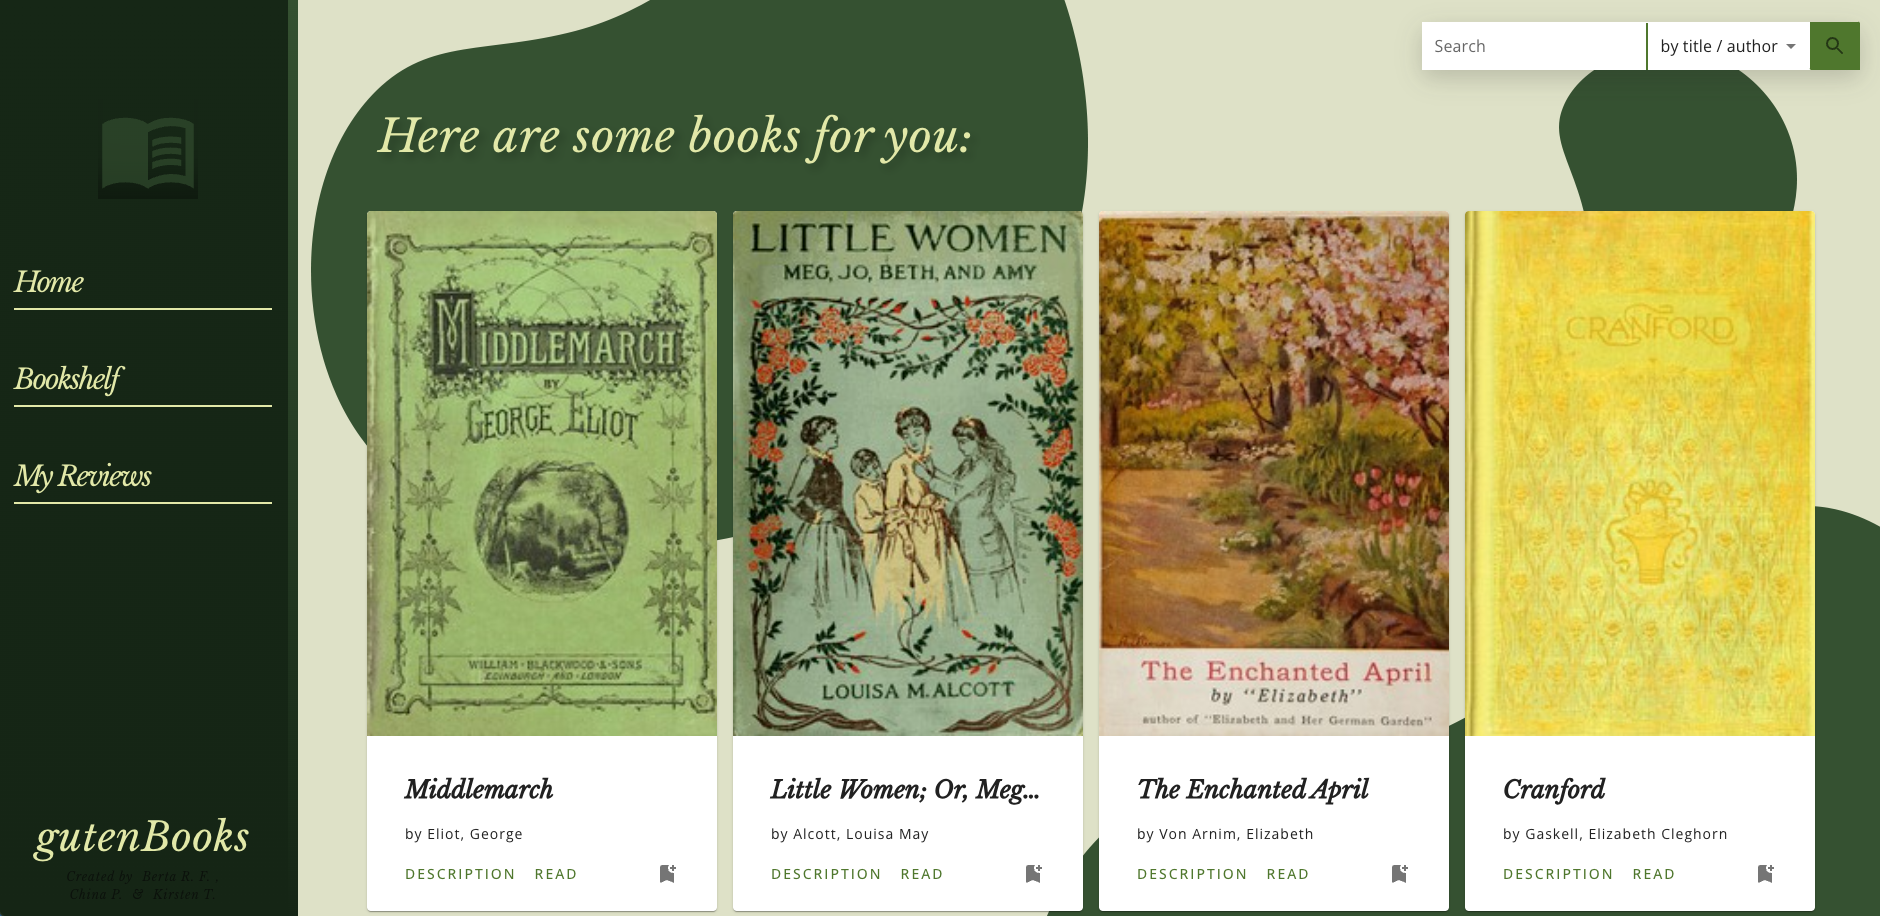 Home
Bookshelf
My Reviews
gutenBooks
Created by Berta R. F. ,
China P. & Kirsten T.
Search
by title / author
Here are some books for you:
MIDDLEMARCH
BY
GEORGE ELIOT
WILLIAM · BLACKWOOD · & · SONS
EDINBURGH · AND · LONDON
Middlemarch
by Eliot, George
DESCRIPTION READ
LITTLE WOMEN
MEG, JO, BETH, AND AMY
LOUISA M. ALCOTT
Little Women; Or, Meg...
by Alcott, Louisa May
DESCRIPTION READ
The Enchanted April
by "Elizabeth"
author of "Elizabeth and Her German Garden"
The Enchanted April
by Von Arnim, Elizabeth
DESCRIPTION READ
CRANFORD
Cranford
by Gaskell, Elizabeth Cleghorn
DESCRIPTION READ